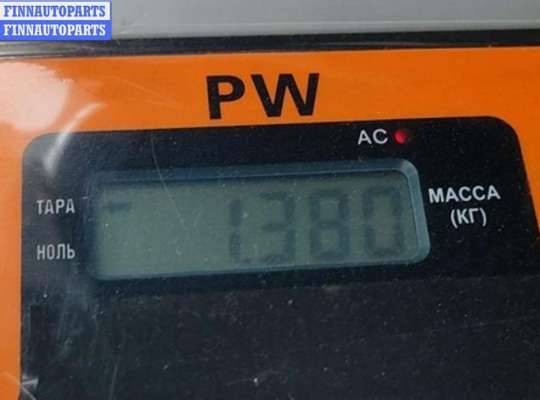 FINNAUTOPARTS
FINNAUTOPARTS
PW
AC
ТАРА
1.380
МАССА
(КГ)
НОЛЬ